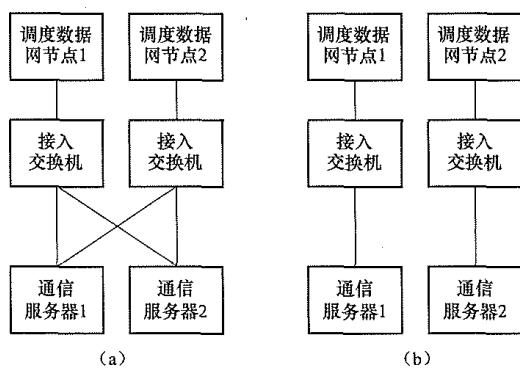 调度数据
网节点1
调度数据
网节点2
调度数据
网节点1
调度数据
网节点2
接入
交换机
接入
交换机
接入
交换机
接入
交换机
通信
服务器1
通信
服务器2
通信
服务器1
通信
服务器2
（a）
（b）